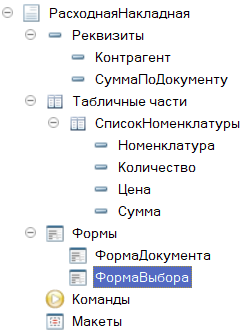 РасходнаяНакладная
Реквизиты
Контрагент
СуммаПоДокументу
Табличные части
СписокНоменклатуры
Номенклатура
Количество
Цена
Сумма
Формы
ФормаДокумента
ФормаВыбора
Команды
Макеты